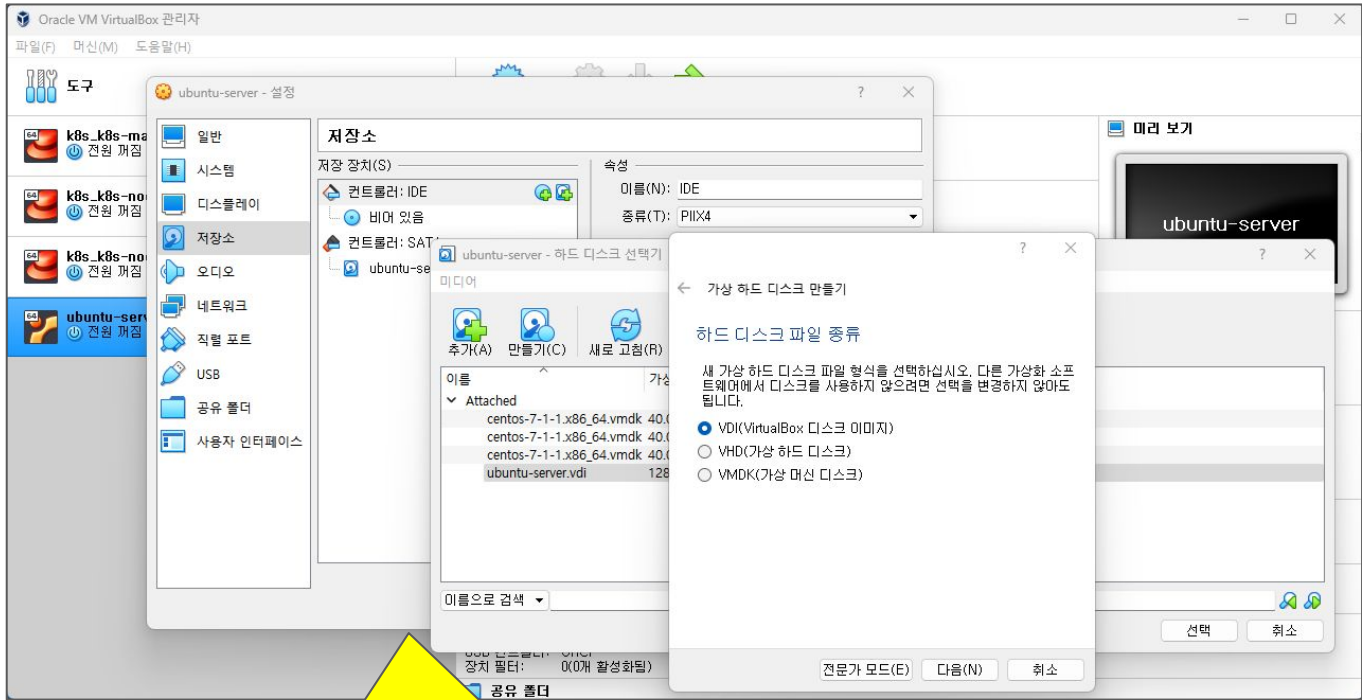 Oracle VM VirtualBox 관리자
파일(F) 머신(M) 도움말(H)
도구
k8s_k8s-ma
전원 꺼짐
k8s_k8s-no
전원 꺼짐
k8s_k8s-no
전원 꺼짐
ubuntu-serv
전원 꺼짐
미리 보기
ubuntu-server
ubuntu-server - 설정
일반
시스템
디스플레이
저장소
오디오
네트워크
직렬 포트
USB
공유 폴더
사용자 인터페이스
저장소
저장 장치(S)
컨트롤러: IDE
비어 있음
컨트롤러: SATA
ubuntu-se
속성
이름(N): IDE
종류(T): PIIX4
ubuntu-server - 하드 디스크 선택기
미디어
추가(A) 만들기(C) 새로 고침(R)
이름 가상
Attached
centos-7-1-1.x86_64.vmdk 40.0
centos-7-1-1.x86_64.vmdk 40.0
centos-7-1-1.x86_64.vmdk 40.0
ubuntu-server.vdi 128
이름으로 검색
선택 취소
가상 하드 디스크 만들기
하드 디스크 파일 종류
새 가상 하드 디스크 파일 형식을 선택하십시오. 다른 가상화 소프
트웨어에서 디스크를 사용하지 않으려면 선택을 변경하지 않아도
됩니다.
VDI(VirtualBox 디스크 이미지)
VHD(가상 하드 디스크)
VMDK(가상 머신 디스크)
전문가 모드(E) 다음(N) 취소
장치 필터: 0(0개 활성화됨)
공유 폴더